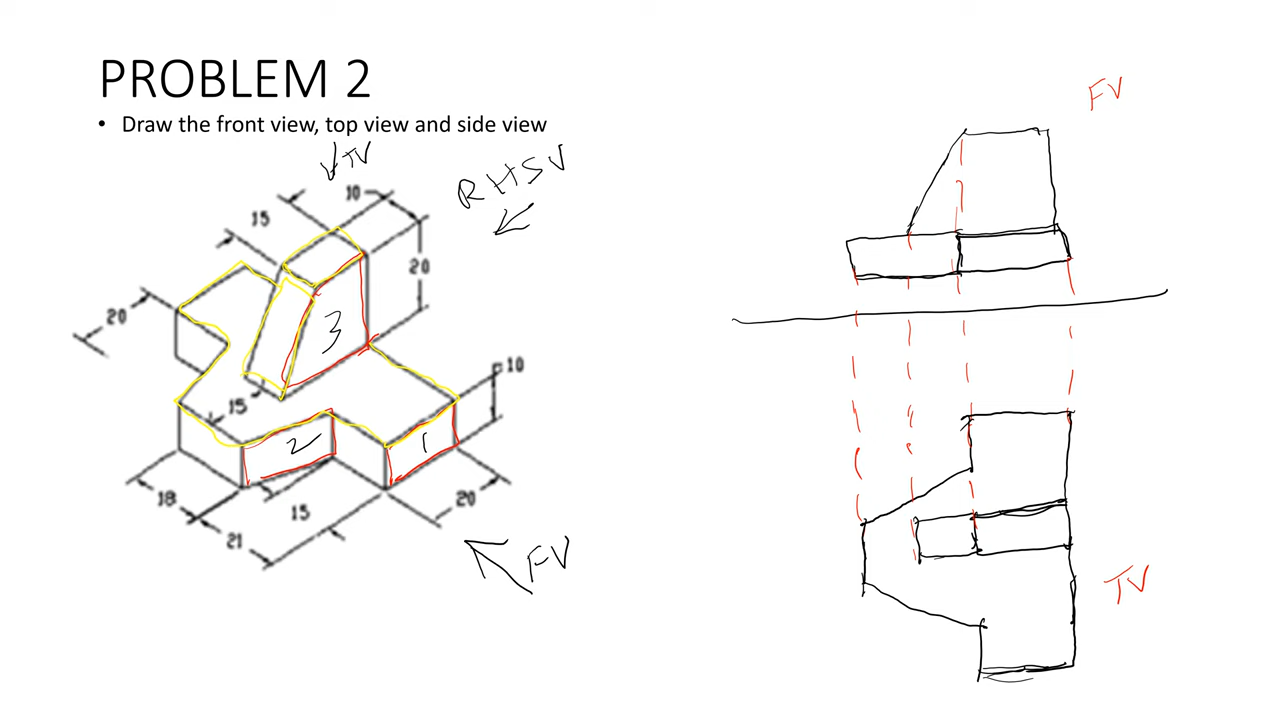 PROBLEM 2
• Draw the front view, top view and side view
TV
RHSV
10
15
20
20
3
10
15
2
1
18
21
15
20
FV
FV
TV